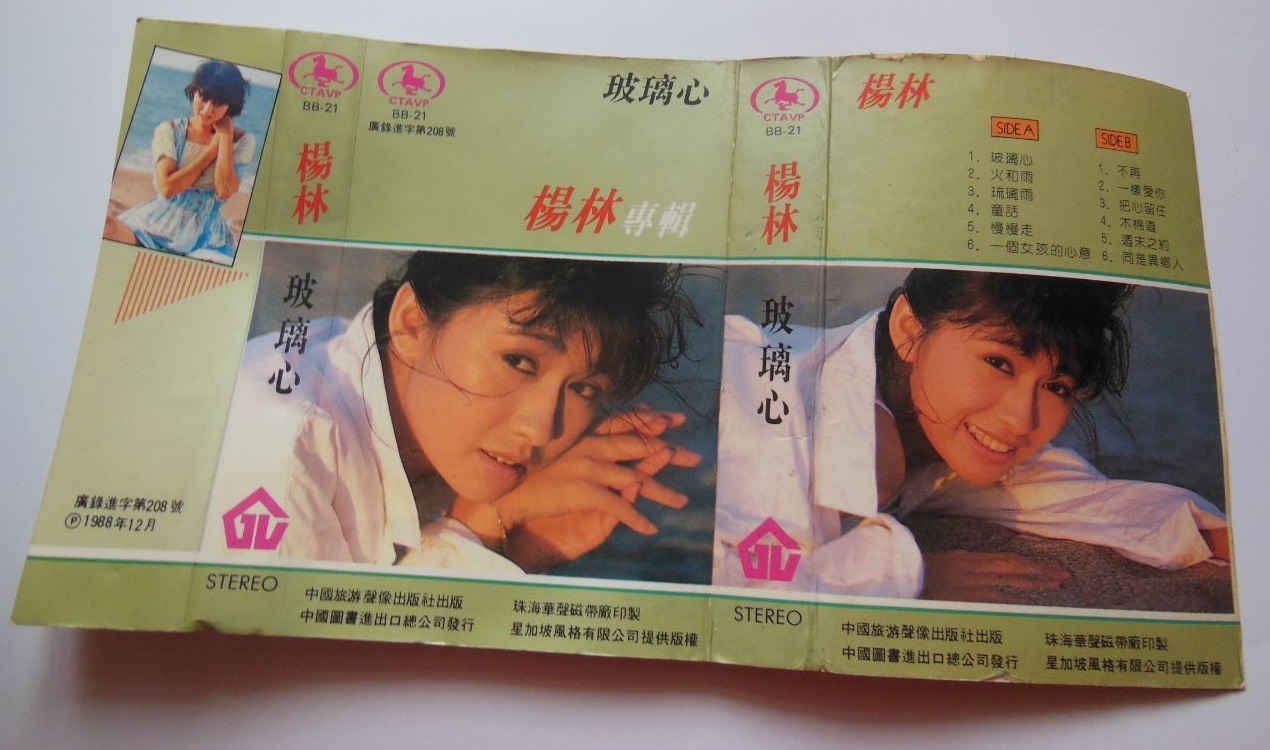 廣錄進字第208號
Ⓟ1988年12月
CTAVP
BB-21
楊林
玻璃心
STEREO
CTAVP
BB-21
廣錄進字第208號
玻璃心
楊林專輯
中國旅游聲像出版社出版
中國圖書進出口總公司發行
珠海華聲磁帶廠印製
星加坡風格有限公司提供版權
CTAVP
BB-21
楊林
玻璃心
STEREO
楊林
SIDE A
1. 玻璃心
2. 火和雨
3. 琉璃雨
4. 童話
5. 慢慢走
6. 一個女孩的心意
SIDE B
1. 不再
2. 一樣愛你
3. 把心留住
4. 木棉道
5. 週末之約
6. 同是異鄉人
中國旅游聲像出版社出版
中國圖書進出口總公司發行
珠海華聲磁帶廠印製
星加坡風格有限公司提供版權